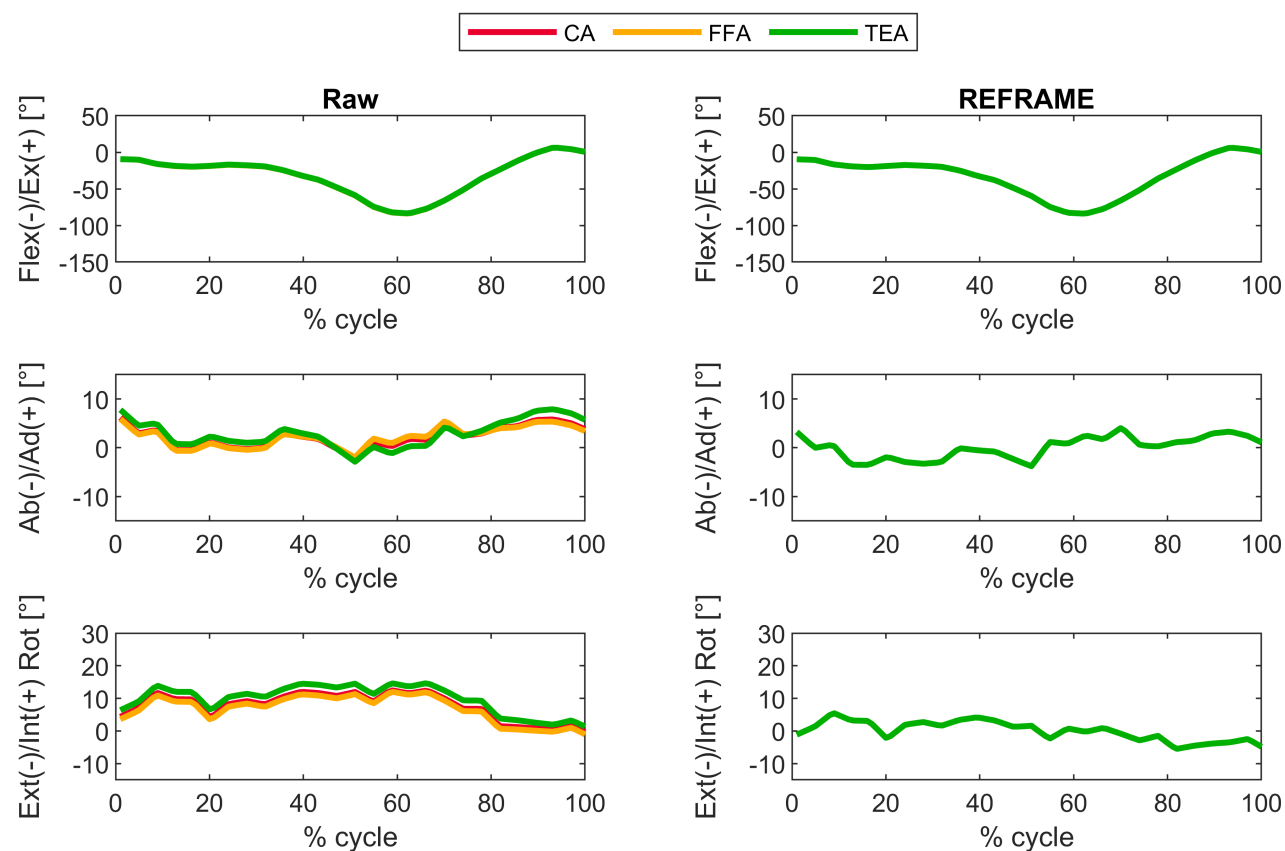 CA FFA TEA
Raw
Flex(-)/Ex(+) [°]
50
0
-50
-100
-150
0 20 40 60 80 100
% cycle
REFRAME
Flex(-)/Ex(+) [°]
50
0
-50
-100
-150
0 20 40 60 80 100
% cycle
Ab(-)/Ad(+) [°]
10
0
-10
0 20 40 60 80 100
% cycle
Ab(-)/Ad(+) [°]
10
0
-10
0 20 40 60 80 100
% cycle
Ext(-)/Int(+) Rot [°]
30
20
10
0
-10
0 20 40 60 80 100
% cycle
Ext(-)/Int(+) Rot [°]
30
20
10
0
-10
0 20 40 60 80 100
% cycle